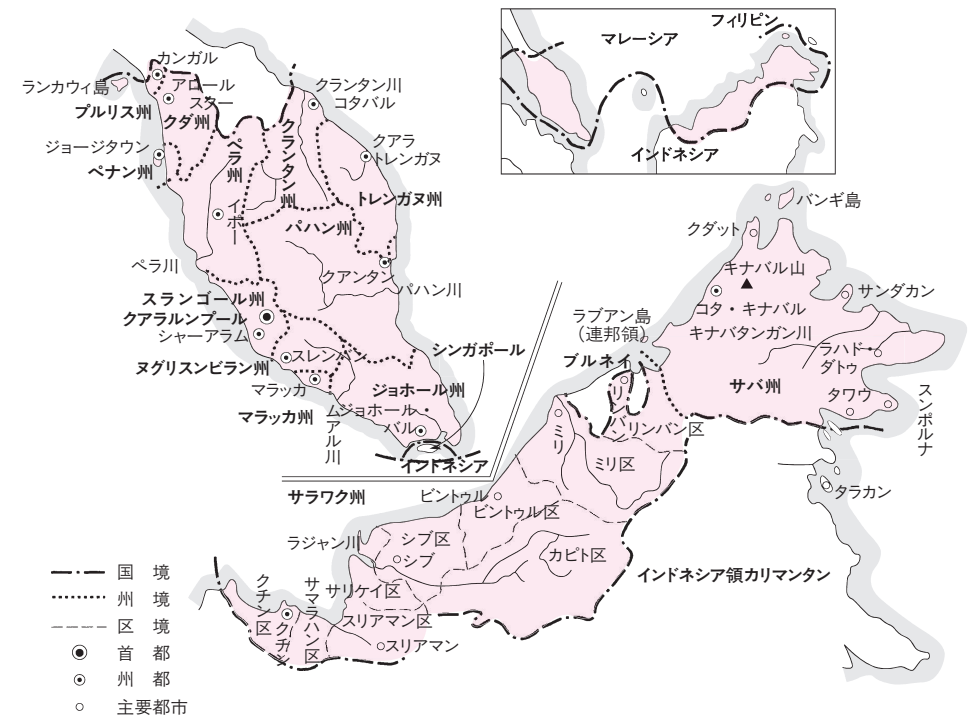 カンガル
ランカウィ島
アロール
スター
プルリス州
クダ州
ジョージタウン
ペナン州
ペラ州
クランタン州
クランタン川
コタバル
クアラ
トレンガヌ
トレンガヌ州
イポー
パハン州
ペラ川
クアンタン
パハン川
スランゴール州
クアラルンプール
シャーアラム
スレンバン
ヌグリスンビラン州
マラッカ
マラッカ州
ムアル川
ジョホール州
ジョホール・
バル
シンガポール
インドネシア
フィリピン
マレーシア
インドネシア
バンギ島
クダット
キナバル山
サンダカン
コタ・キナバル
キナバタンガン川
ラブアン島
(連邦領)
ブルネイ
ラハド・
ダトゥ
サバ州
タワウ
スンポルナ
リンバン
リンバン区
ミリ
ミリ区
タラカン
サラワク州
ビントゥル
ビントゥル区
ラジャン川
シブ区
シブ
カピト区
サリケイ区
インドネシア領カリマンタン
スリアマン区
スリアマン
クチン区
クチン
サマラハン区
国境
州境
区境
首都
州都
主要都市